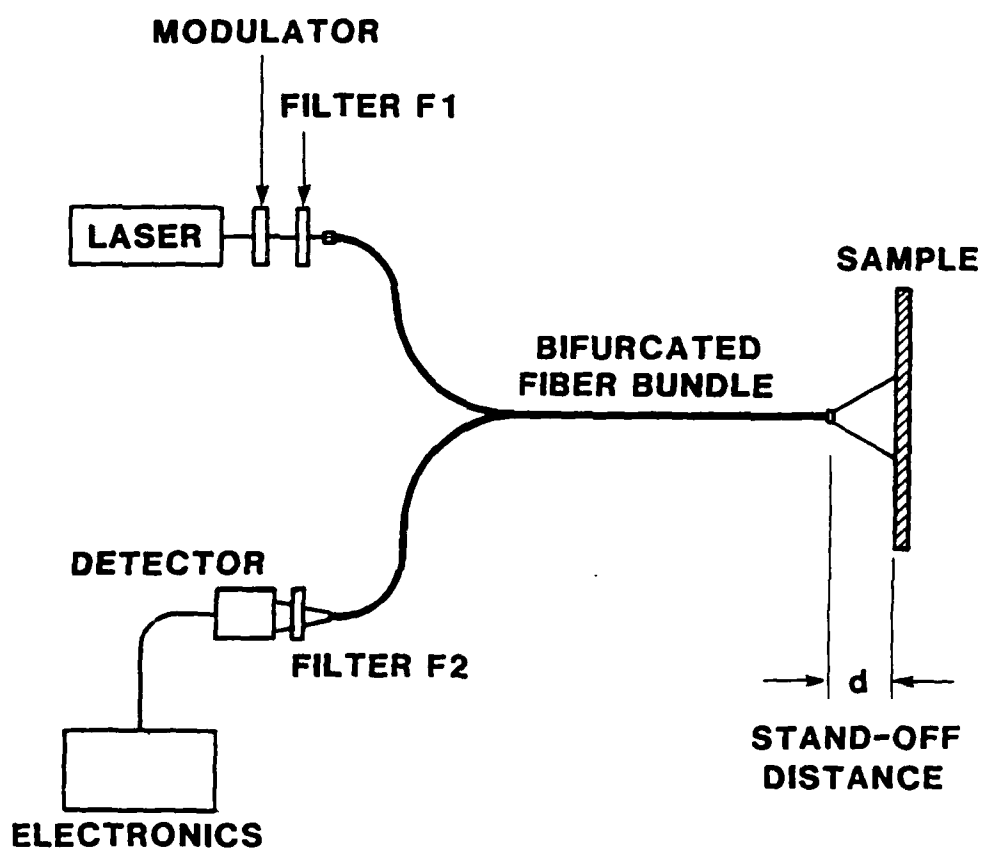 MODULATOR
FILTER F1
LASER
SAMPLE
BIFURCATED
FIBER BUNDLE
DETECTOR
FILTER F2
d
STAND-OFF
DISTANCE
ELECTRONICS